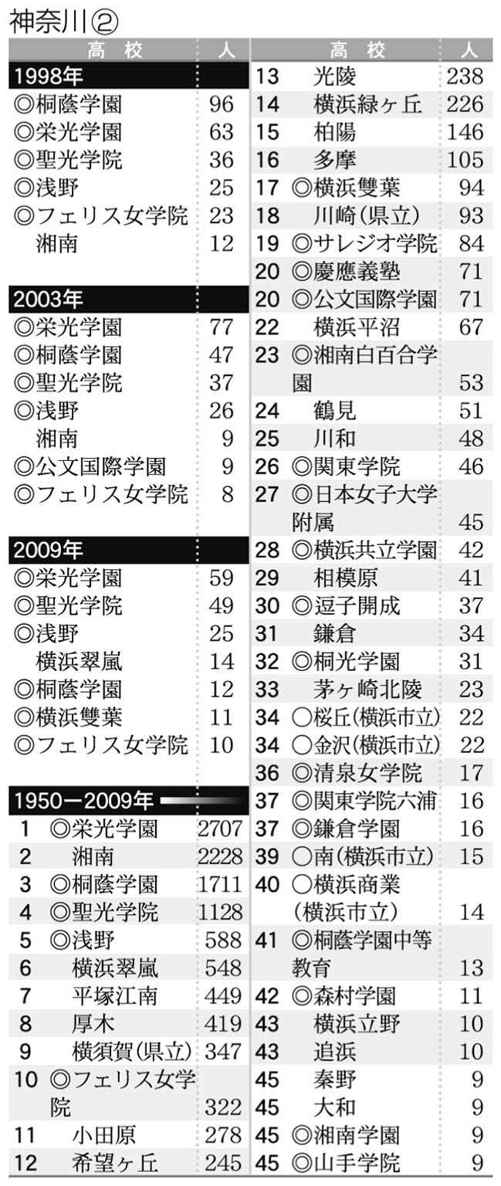 神奈川②
高 校 人
1998年
◎桐蔭学園 96
◎栄光学園 63
◎聖光学院 36
◎浅野 25
◎フェリス女学院 23
湘南 12
2003年
◎栄光学園 77
◎桐蔭学園 47
◎聖光学院 37
◎浅野 26
湘南 9
◎公文国際学園 9
◎フェリス女学院 8
2009年
◎栄光学園 59
◎聖光学院 49
◎浅野 25
横浜翠嵐 14
◎桐蔭学園 12
◎横浜雙葉 11
◎フェリス女学院 10
1950－2009年
1 ◎栄光学園 2707
2 湘南 2228
3 ◎桐蔭学園 1711
4 ◎聖光学院 1128
5 ◎浅野 588
6 横浜翠嵐 548
7 平塚江南 449
8 厚木 419
9 横須賀(県立) 347
10 ◎フェリス女学
院 322
11 小田原 278
12 希望ヶ丘 245
高 校 人
13 光陵 238
14 横浜緑ヶ丘 226
15 柏陽 146
16 多摩 105
17 ◎横浜雙葉 94
18 川崎(県立) 93
19 ◎サレジオ学院 84
20 ◎慶應義塾 71
20 ◎公文国際学園 71
22 横浜平沼 67
23 ◎湘南白百合学
園 53
24 鶴見 51
25 川和 48
26 ◎関東学院 46
27 ◎日本女子大学
附属 45
28 ◎横浜共立学園 42
29 相模原 41
30 ◎逗子開成 37
31 鎌倉 34
32 ◎桐光学園 31
33 茅ヶ崎北陵 23
34 ○桜丘(横浜市立) 22
34 ○金沢(横浜市立) 22
36 ◎清泉女学院 17
37 ◎関東学院六浦 16
37 ◎鎌倉学園 16
39 ○南(横浜市立) 15
40 ○横浜商業
(横浜市立) 14
41 ◎桐蔭学園中等
教育 13
42 ◎森村学園 11
43 横浜立野 10
43 追浜 10
45 秦野 9
45 大和 9
45 ◎湘南学園 9
45 ◎山手学院 9